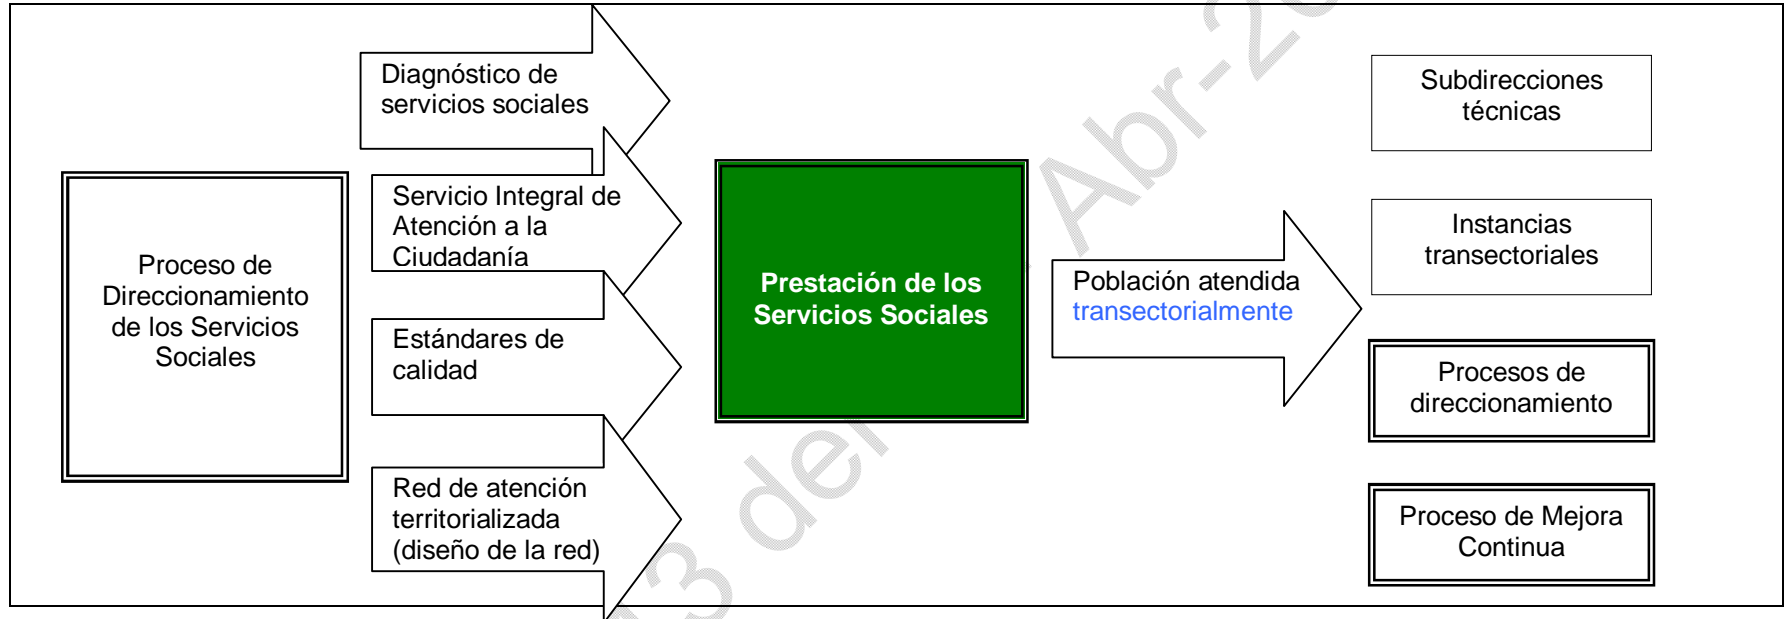 Proceso de
Direccionamiento
de los Servicios
Sociales
Diagnóstico de
servicios sociales
Servicio Integral de
Atención a la
Ciudadanía
Estándares de
calidad
Red de atención
territorializada
(diseño de la red)
Prestación de los
Servicios Sociales
Población atendida
transectorialmente
Subdirecciones
técnicas
Instancias
transectoriales
Procesos de
direccionamiento
Proceso de Mejora
Continua
13 de
Abr-20